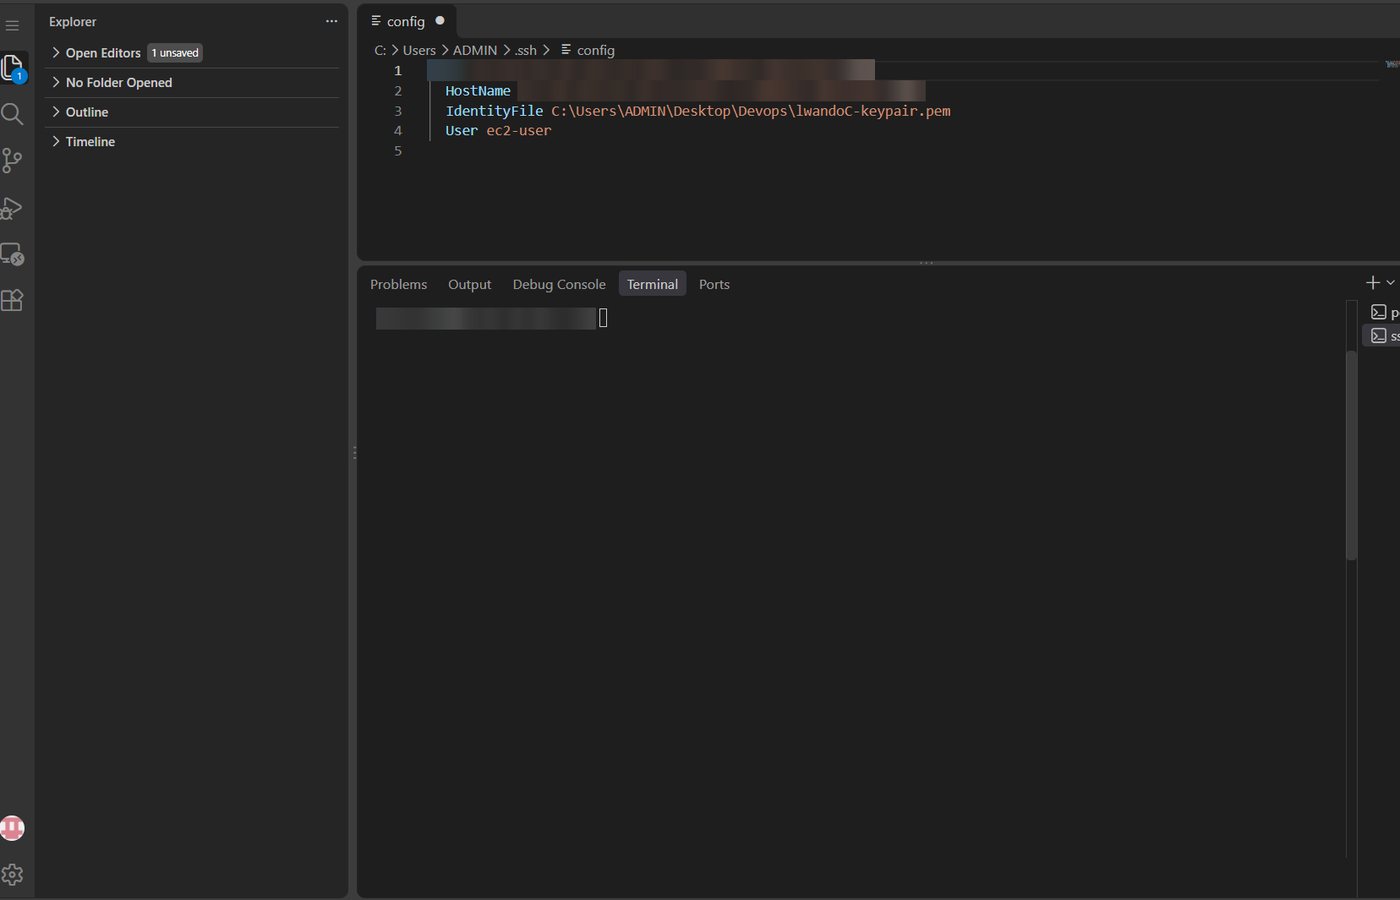 Explorer
Open Editors 1 unsaved
No Folder Opened
Outline
Timeline
1
config
C: > Users > ADMIN > .ssh > config
1
2 HostName
3 IdentityFile C:\Users\ADMIN\Desktop\Devops\lwandoC-keypair.pem
4 User ec2-user
5
Problems Output Debug Console Terminal Ports